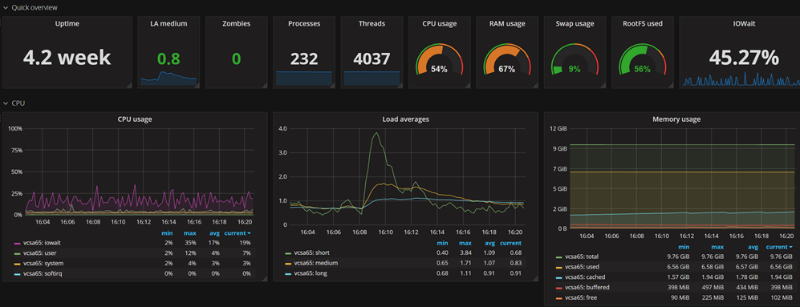 Quick overview
Uptime
4.2 week
LA medium
0.8
Zombies
0
Processes
232
Threads
4037
CPU usage
54%
RAM usage
67%
Swap usage
9%
RootFS used
56%
IOWait
45.27%
CPU
CPU usage
100%
75%
50%
25%
0%
16:04 16:06 16:08 16:10 16:12 16:14 16:16 16:18 16:20
min max avg current
vcsa65: iowait 2% 35% 17% 19%
vcsa65: user 2% 12% 4% 7%
vcsa65: system 2% 4% 3% 3%
vcsa65: softirq 0% 0% 0% 0%
Load averages
4.0
3.0
2.0
1.0
0
16:04 16:06 16:08 16:10 16:12 16:14 16:16 16:18 16:20
min max avg current
vcsa65: short 0.40 3.84 1.09 0.68
vcsa65: medium 0.65 1.71 1.07 0.83
vcsa65: long 0.68 1.11 0.91 0.91
Memory usage
12 GiB
9 GiB
6 GiB
3 GiB
0 GiB
16:04 16:06 16:08 16:10 16:12 16:14 16:16 16:18 16:20
min max avg current
vcsa65: total 9.76 GiB 9.76 GiB 9.76 GiB 9.76 GiB
vcsa65: used 6.56 GiB 6.58 GiB 6.57 GiB 6.56 GiB
vcsa65: cached 1.57 GiB 1.94 GiB 1.78 GiB 1.94 GiB
vcsa65: buffered 398 MiB 497 MiB 434 MiB 398 MiB
vcsa65: free 90 MiB 225 MiB 125 MiB 102 MiB